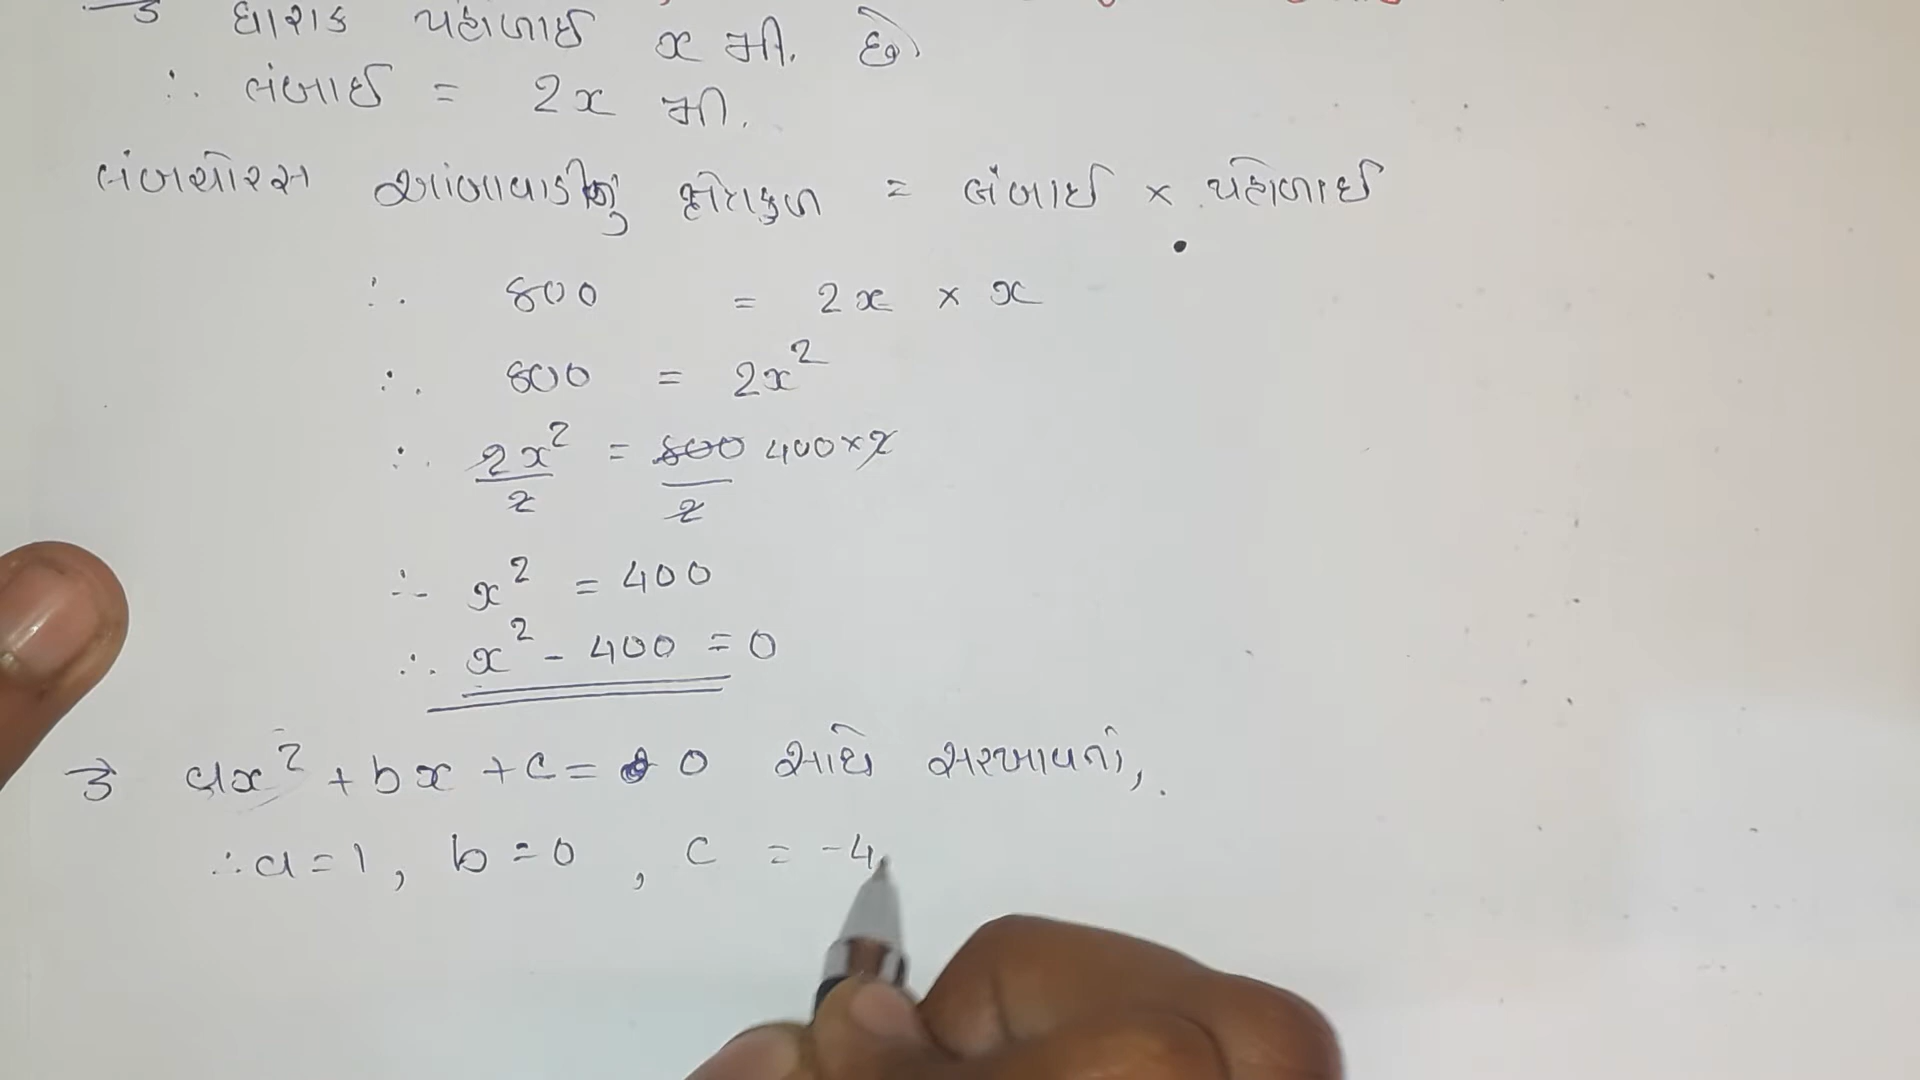 ધારોકે પહોળાઈ x મી. છે
∴ લંબાઈ = 2x મી.
લંબચોરસ આંબાવાડીનું ક્ષેત્રફળ = લંબાઈ × પહોળાઈ
∴ 800 = 2x × x
∴ 800 = 2x²
∴ 2x²/2 = 800/2 400×2
∴ x² = 400
∴ x² - 400 = 0
→ ax² + bx + c = 0 સાથે સરખાવતાં,
∴ a = 1, b = 0, c = -4